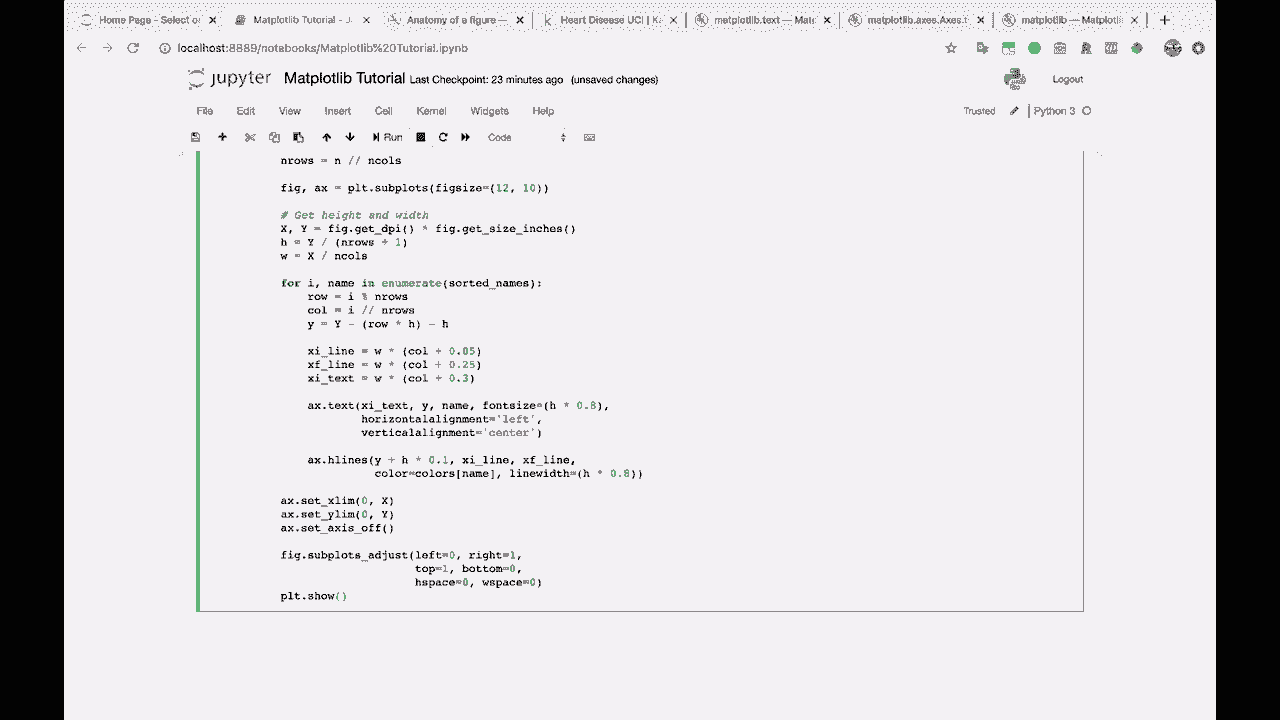 Home Page - Select o
Matplotlib Tutorial - J
Anatomy of a figure —
Heart Disease UCI | K
matplotlib.text — Mat
matplotlib.axes.Axes.t
matplotlib — Matplotli
localhost:8889/notebooks/Matplotlib%20Tutorial.ipynb
jupyter Matplotlib Tutorial Last Checkpoint: 23 minutes ago (unsaved changes)
Logout
File Edit View Insert Cell Kernel Widgets Help
Trusted Python 3
Run Code
nrows = n // ncols
fig, ax = plt.subplots(figsize=(12, 10))
# Get height and width
X, Y = fig.get_dpi() * fig.get_size_inches()
h = Y / (nrows + 1)
w = X / ncols
for i, name in enumerate(sorted_names):
row = i % nrows
col = i // nrows
y = Y - (row * h) - h
xi_line = w * (col + 0.05)
xf_line = w * (col + 0.25)
xi_text = w * (col + 0.3)
ax.text(xi_text, y, name, fontsize=(h * 0.8),
horizontalalignment='left',
verticalalignment='center')
ax.hlines(y + h * 0.1, xi_line, xf_line,
color=colors[name], linewidth=(h * 0.8))
ax.set_xlim(0, X)
ax.set_ylim(0, Y)
ax.set_axis_off()
fig.subplots_adjust(left=0, right=1,
top=1, bottom=0,
hspace=0, wspace=0)
plt.show()